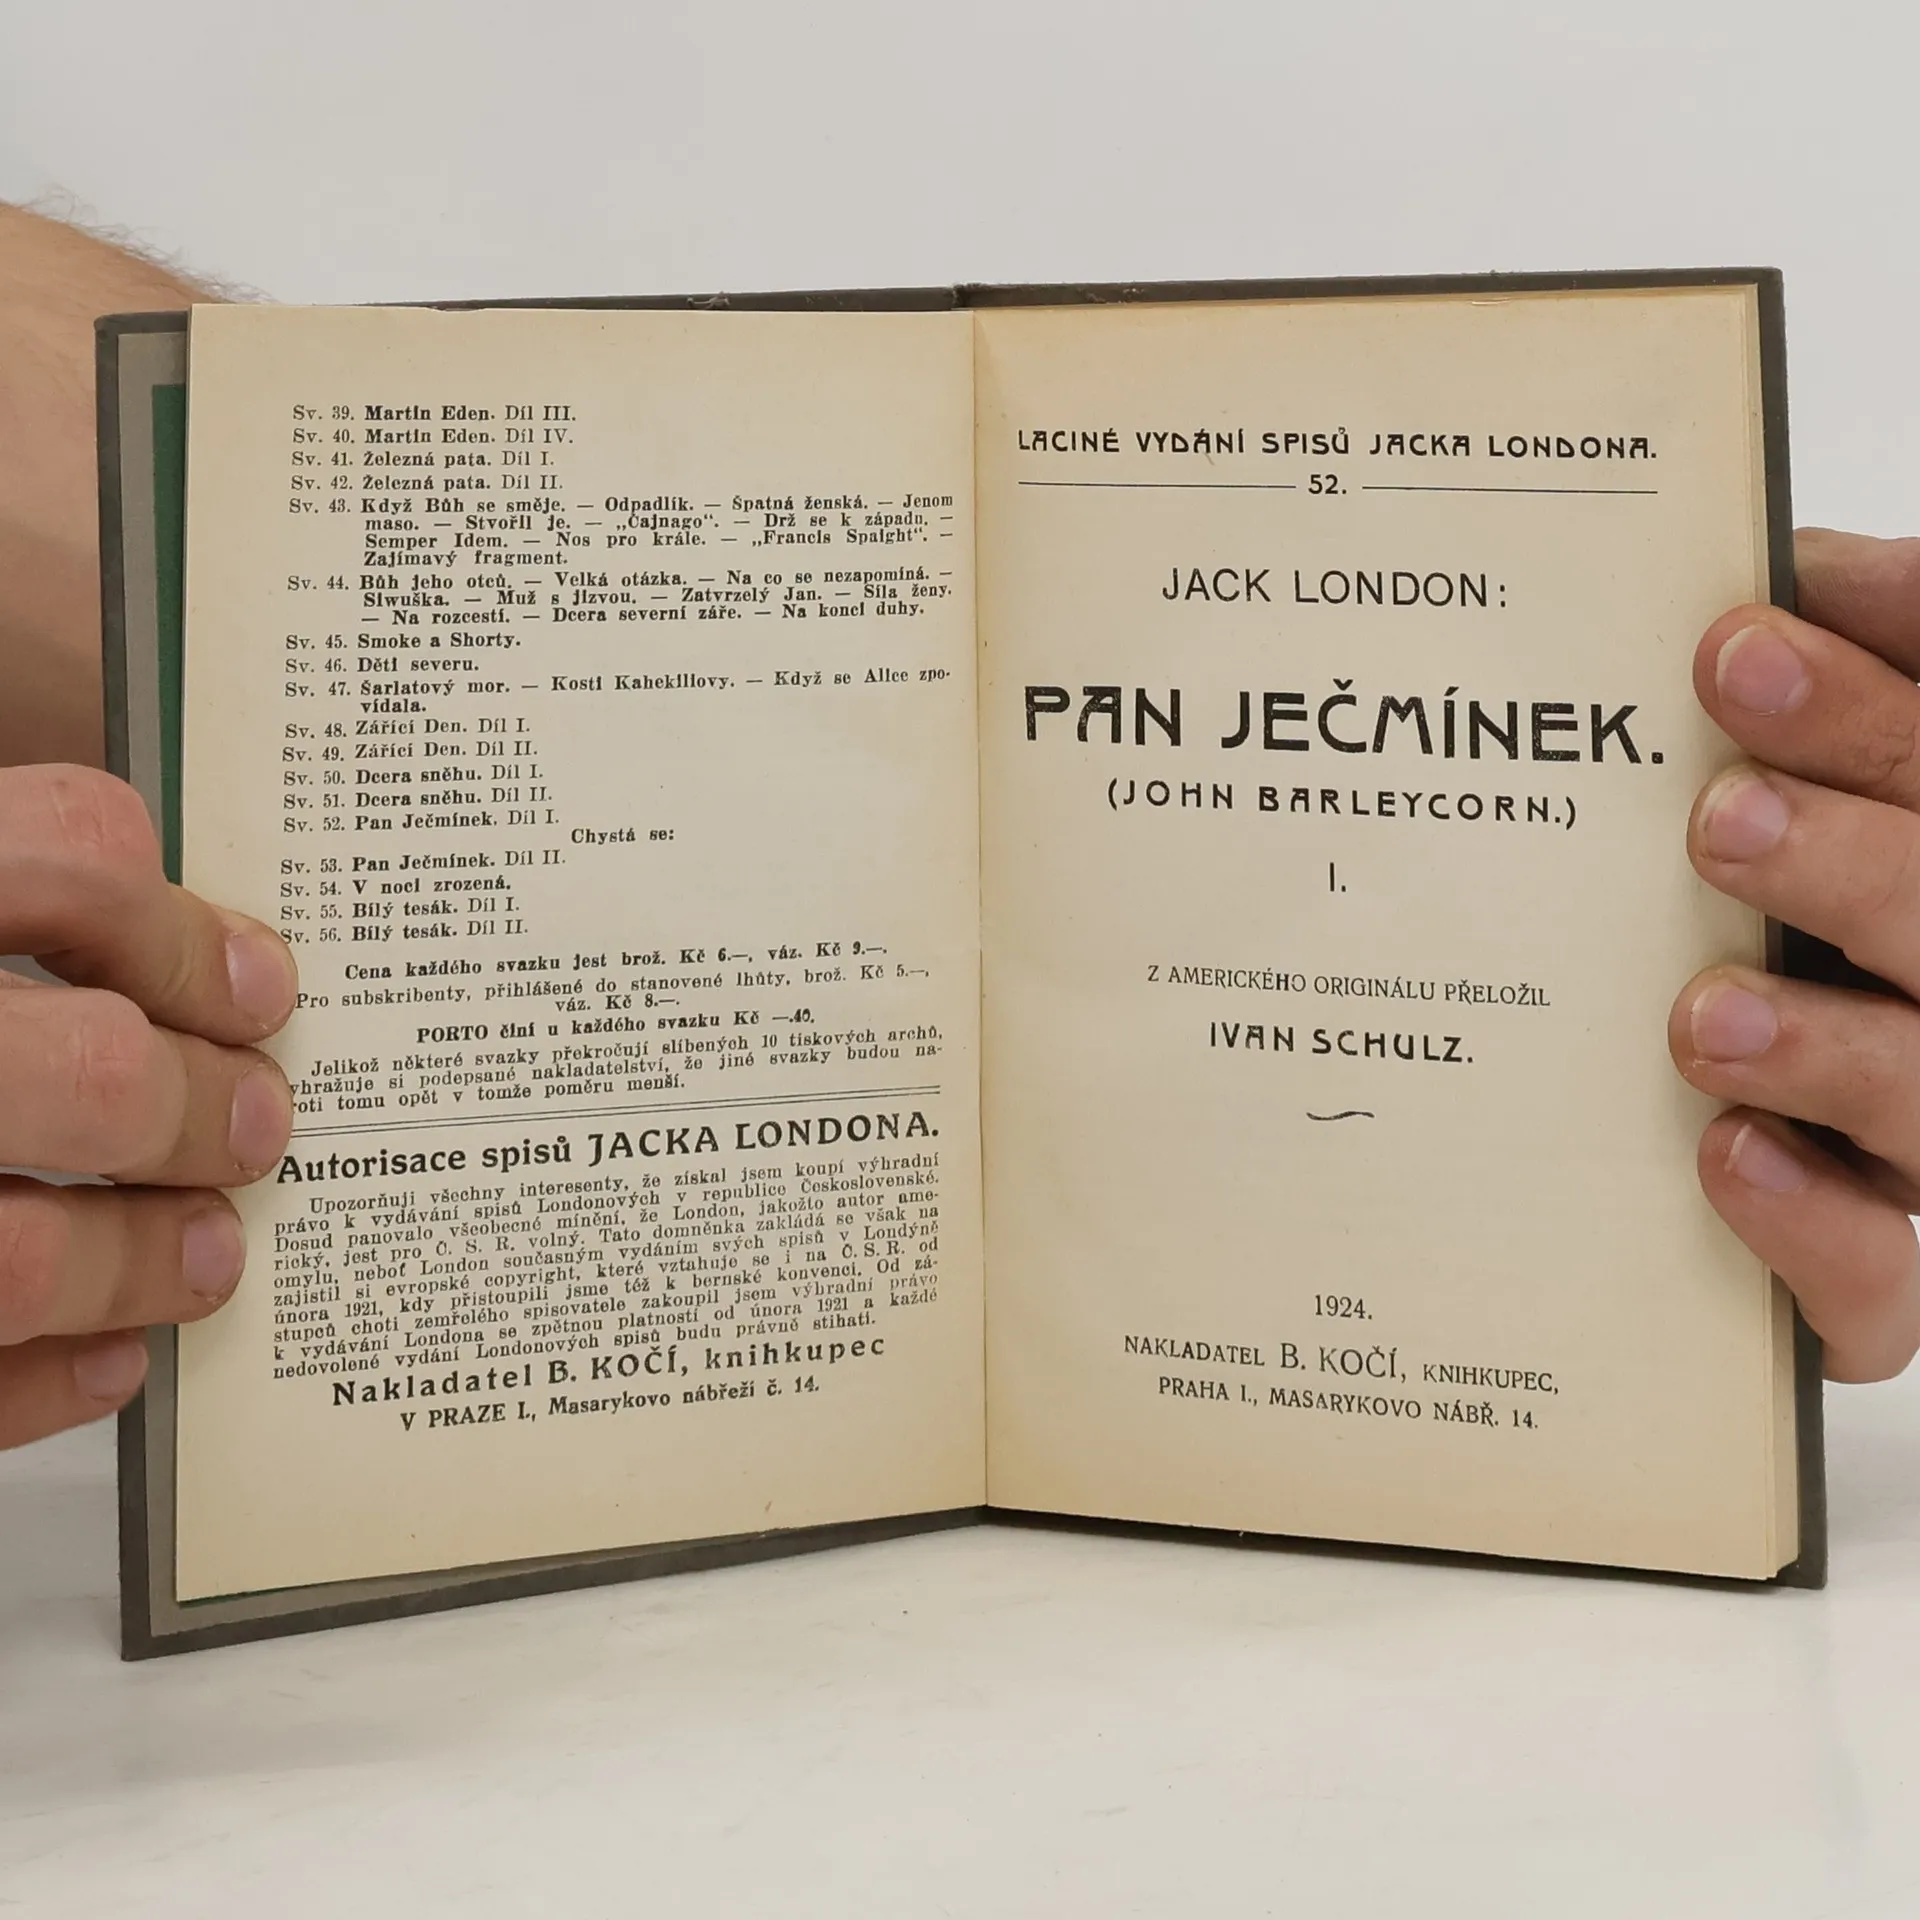 Sv. 39. Martin Eden. Díl III.
Sv. 40. Martin Eden. Díl IV.
Sv. 41. Železná pata. Díl I.
Sv. 42. Železná pata. Díl II.
Sv. 43. Když Bůh se směje. — Odpadlík. — Špatná ženská. — Jenom
maso. — Stvořil je. — „Čajnago“. — Drž se k západu. —
Semper Idem. — Nos pro krále. — „Francis Spaight“. —
Zajímavý fragment.
Sv. 44. Bůh jeho otců. — Velká otázka. — Na co se nezapomíná. —
Siwuška. — Muž s jizvou. — Zatvrzelý Jan. — Síla ženy.
— Na rozcestí. — Dcera severní záře. — Na konci duhy.
Sv. 45. Smoke a Shorty.
Sv. 46. Děti severu.
Sv. 47. Šarlatový mor. — Kosti Kahekiliovy. — Když se Alice zpo-
vídala.
Sv. 48. Zářící Den. Díl I.
Sv. 49. Zářící Den. Díl II.
Sv. 50. Dcera sněhu. Díl I.
Sv. 51. Dcera sněhu. Díl II.
Sv. 52. Pan Ječmínek. Díl I.
Chystá se:
Sv. 53. Pan Ječmínek. Díl II.
Sv. 54. V noci zrozená.
Sv. 55. Bílý tesák. Díl I.
Sv. 56. Bílý tesák. Díl II.
Cena každého svazku jest brož. Kč 6.—, váz. Kč 9.—.
Pro subskribenty, přihlášené do stanovené lhůty, brož. Kč 5.—,
váz. Kč 8.—.
PORTO činí u každého svazku Kč —.40.
Jelikož některé svazky překročují slíbených 10 tiskových archů,
vyhražuje si podepsané nakladatelství, že jiné svazky budou na-
proti tomu opět v tomže poměru menší.
Autorisace spisů JACKA LONDONA.
Upozorňuji všechny interesenty, že získal jsem koupí výhradní
právo k vydávání spisů Londonových v republice Československé.
Dosud panovalo všeobecné mínění, že London, jakožto autor ame-
rický, jest pro Č. S. R. volný. Tato domněnka zakládá se však na
omylu, neboť London současným vydáním svých spisů v Londýně
zajistil si evropské copyright, které vztahuje se i na Č. S. R. od
února 1921, kdy přistoupili jsme též k bernské konvenci. Od zá-
stupců choti zemřelého spisovatele zakoupil jsem výhradní právo
k vydávání Londona se zpětnou platností od února 1921 a každé
nedovolené vydání Londonových spisů budu právně stihati.
Nakladatel B. KOČÍ, knihkupec
V PRAZE I., Masarykovo nábřeží č. 14.
LACINÉ VYDÁNÍ SPISŮ JACKA LONDONA.
52.
JACK LONDON:
PAN JEČMÍNEK.
(JOHN BARLEYCORN.)
I.
Z AMERICKÉHO ORIGINÁLU PŘELOŽIL
IVAN SCHULZ.
1924.
NAKLADATEL B. KOČÍ, KNIHKUPEC,
PRAHA I., MASARYKOVO NÁBŘ. 14.